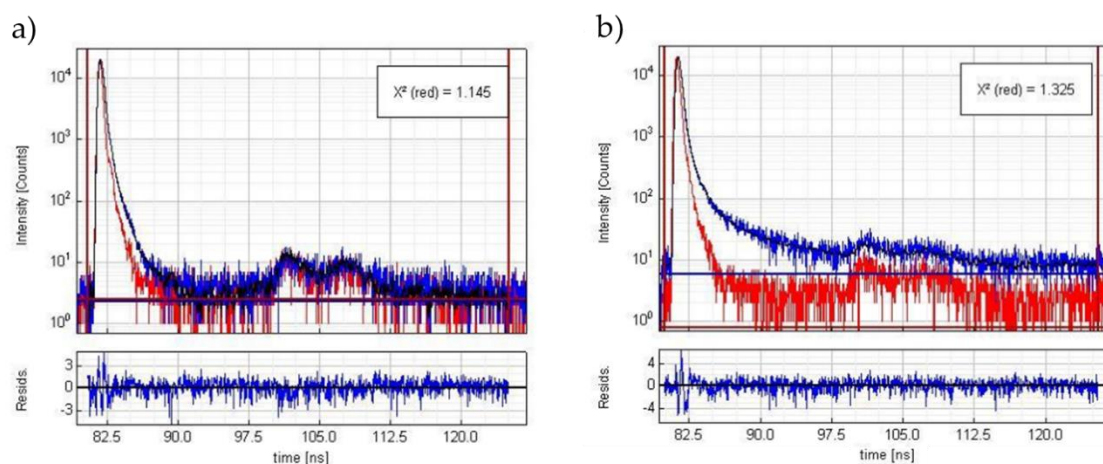 a)
Intensity [Counts]
10⁴
10³
10²
10¹
10⁰
X² (red) = 1.145
Resids.
3
0
-3
82.5 90.0 97.5 105.0 112.5 120.0
time [ns]
b)
Intensity [Counts]
10⁴
10³
10²
10¹
10⁰
X² (red) = 1.325
Resids.
4
0
-4
82.5 90.0 97.5 105.0 112.5 120.0
time [ns]